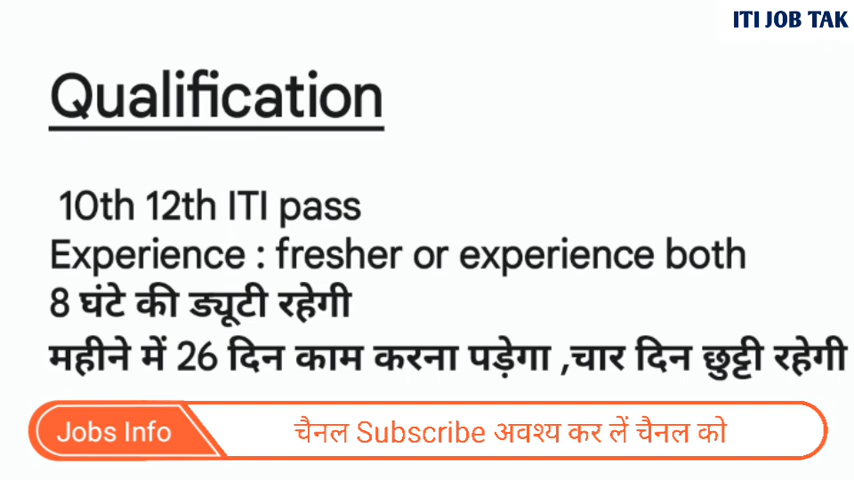 ITI JOB TAK
Qualification
10th 12th ITI pass
Experience : fresher or experience both
8 घंटे की ड्यूटी रहेगी
महीने में 26 दिन काम करना पड़ेगा ,चार दिन छुट्टी रहेगी
Jobs Info
चैनल Subscribe अवश्य कर लें चैनल को